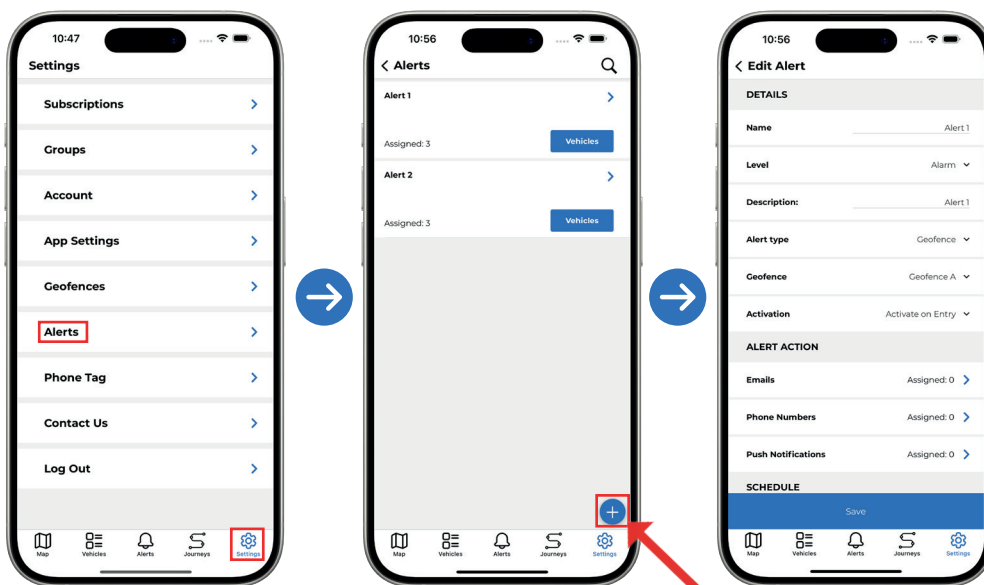 10:47
Settings
Subscriptions
Groups
Account
App Settings
Geofences
Alerts
Phone Tag
Contact Us
Log Out
Map Vehicles Alerts Journeys Settings
10:56
Alerts
Alert 1
Assigned: 3 Vehicles
Alert 2
Assigned: 3 Vehicles
Map Vehicles Alerts Journeys Settings
10:56
Edit Alert
DETAILS
Name Alert 1
Level Alarm
Description: Alert 1
Alert type Geofence
Geofence Geofence A
Activation Activate on Entry
ALERT ACTION
Emails Assigned: 0
Phone Numbers Assigned: 0
Push Notifications Assigned: 0
SCHEDULE
Save
Map Vehicles Alerts Journeys Settings